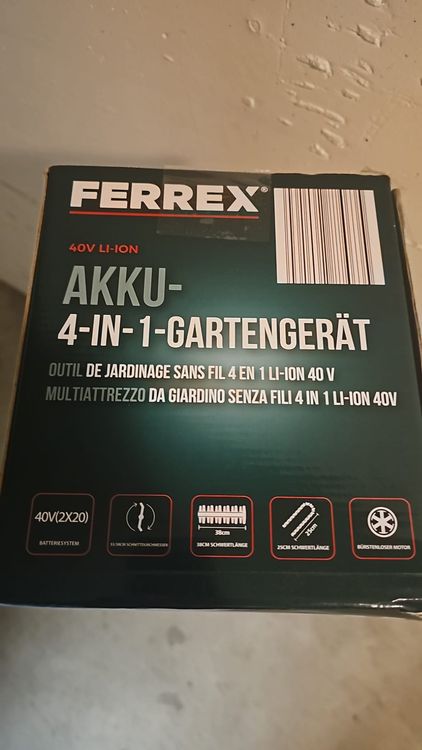 FERREX®
40V LI-ION
AKKU-
4-IN-1-GARTENGERÄT
OUTIL DE JARDINAGE SANS FIL 4 EN 1 LI-ION 40 V
MULTIATTREZZO DA GIARDINO SENZA FILI 4 IN 1 LI-ION 40V
40V(2X20)
BATTERIESYSTEM
SCHNITTDURCHMESSER
38cm
38CM SCHWERTLÄNGE
25cm
25CM SCHWERTLÄNGE
BÜRSTENLOSER MOTOR